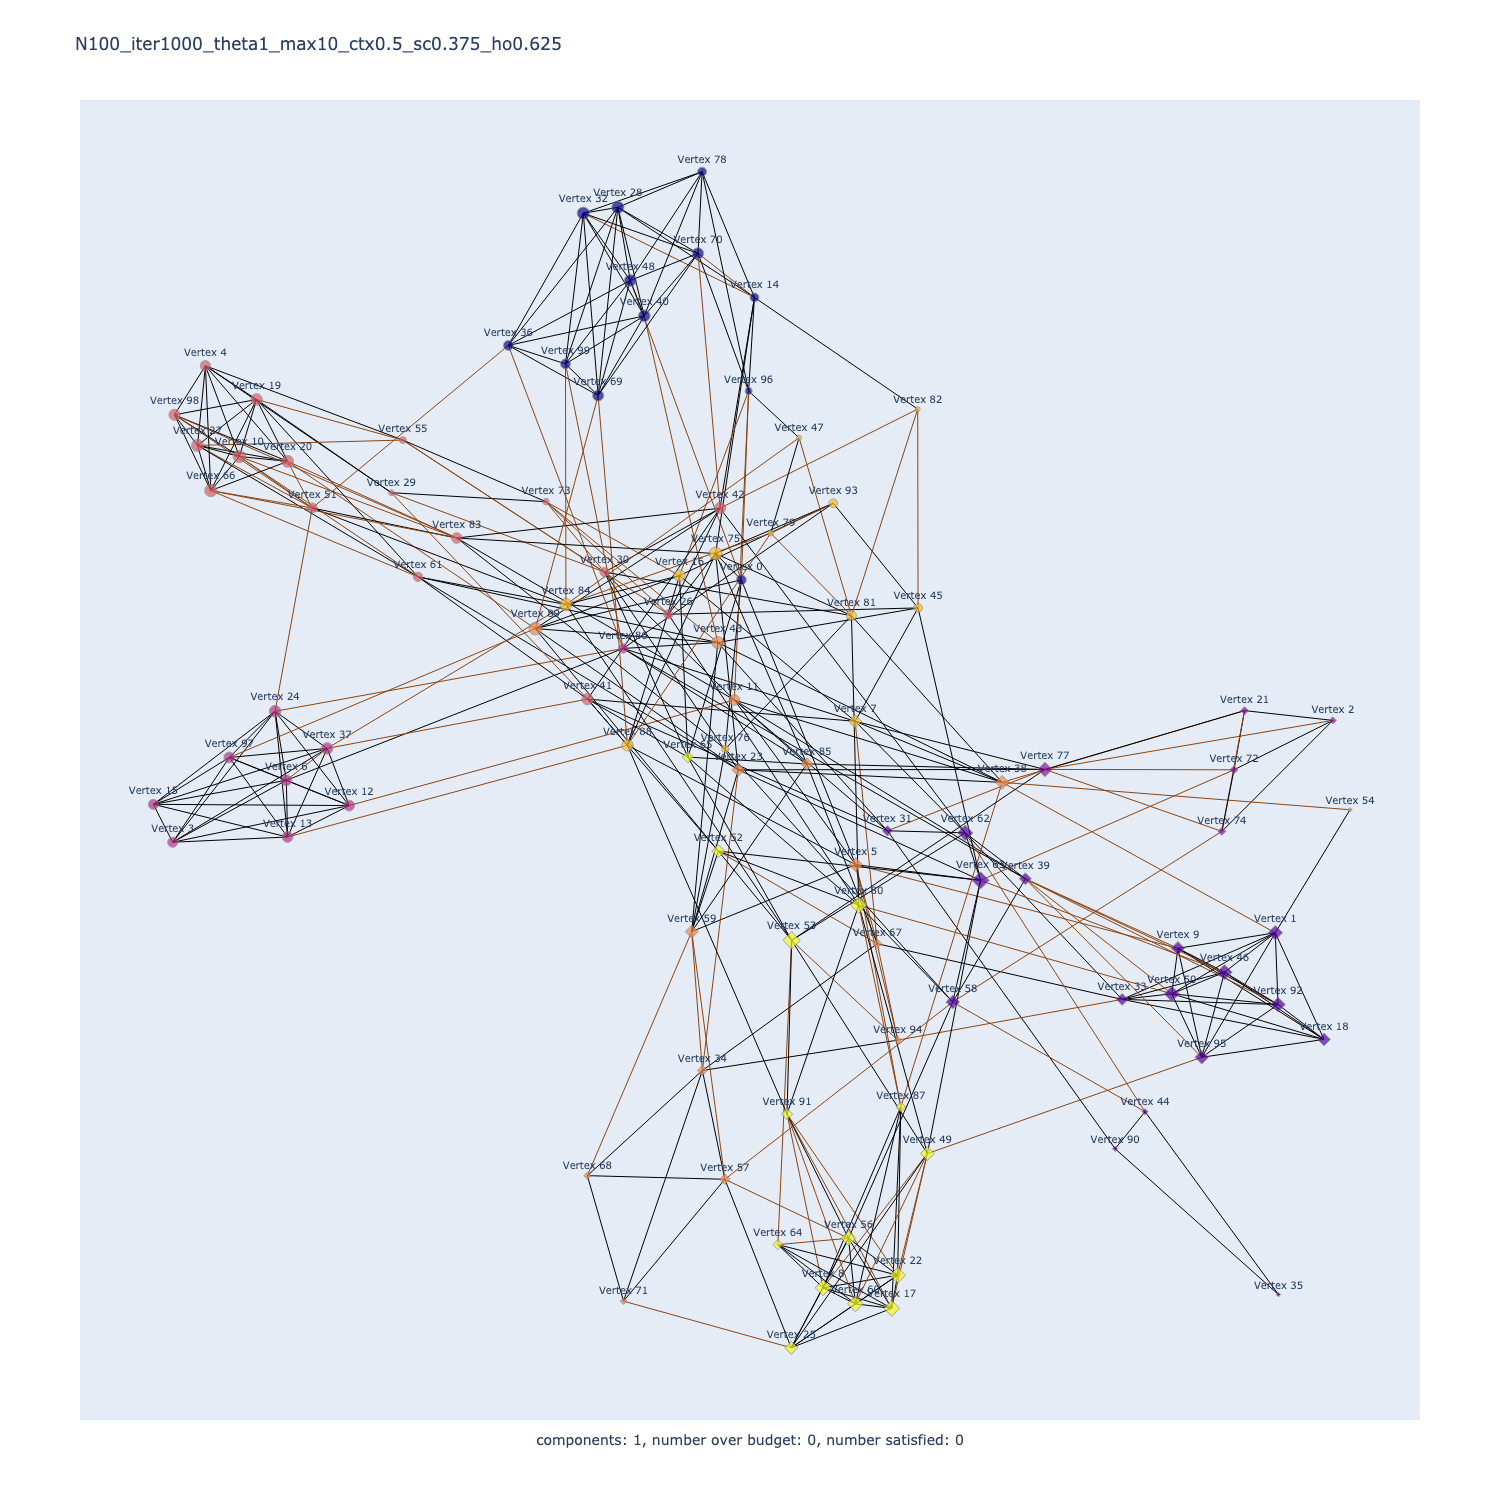 N100_iter1000_theta1_max10_ctx0.5_sc0.375_ho0.625
Vertex 78
Vertex 28
Vertex 32
Vertex 70
Vertex 48
Vertex 14
Vertex 40
Vertex 36
Vertex 99
Vertex 4
Vertex 69
Vertex 96
Vertex 19
Vertex 98
Vertex 82
Vertex 55
Vertex 47
Vertex 10
Vertex 20
Vertex 66
Vertex 29
Vertex 51
Vertex 73
Vertex 42
Vertex 93
Vertex 83
Vertex 79
Vertex 75
Vertex 61
Vertex 30
Vertex 16
Vertex 0
Vertex 84
Vertex 26
Vertex 81
Vertex 45
Vertex 89
Vertex 43
Vertex 86
Vertex 41
Vertex 11
Vertex 24
Vertex 21
Vertex 2
Vertex 7
Vertex 37
Vertex 88
Vertex 76
Vertex 97
Vertex 65
Vertex 23
Vertex 85
Vertex 77
Vertex 72
Vertex 6
Vertex 38
Vertex 15
Vertex 12
Vertex 54
Vertex 3
Vertex 13
Vertex 31
Vertex 62
Vertex 74
Vertex 52
Vertex 5
Vertex 39
Vertex 80
Vertex 59
Vertex 53
Vertex 67
Vertex 1
Vertex 9
Vertex 46
Vertex 50
Vertex 33
Vertex 58
Vertex 92
Vertex 18
Vertex 94
Vertex 95
Vertex 34
Vertex 91
Vertex 87
Vertex 44
Vertex 49
Vertex 90
Vertex 68
Vertex 57
Vertex 56
Vertex 64
Vertex 22
Vertex 8
Vertex 17
Vertex 71
Vertex 35
Vertex 25
components: 1, number over budget: 0, number satisfied: 0